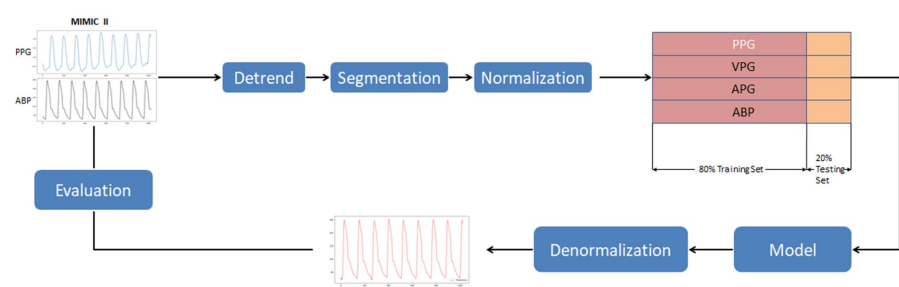 MIMIC II
PPG
ABP
Detrend
Segmentation
Normalization
PPG
VPG
APG
ABP
80% Training Set
20%
Testing
Set
Evaluation
Denormalization
Model